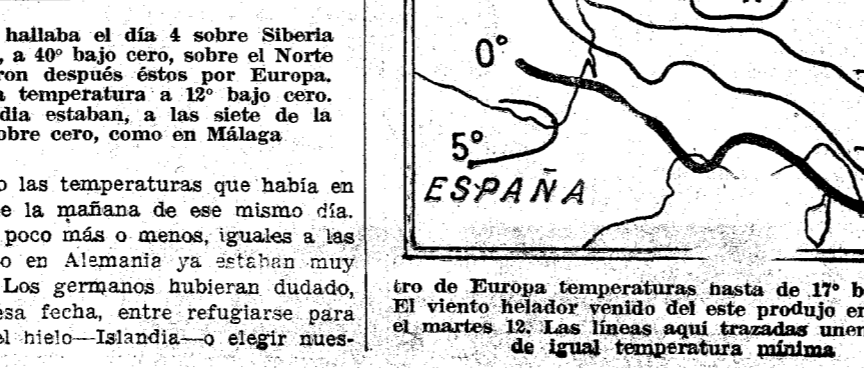 hallaba el día 4 sobre Siberia
, a 40º bajo cero, sobre el Norte
ron después éstos por Europa.
a temperatura a 12º bajo cero.
dia estaban, a las siete de la
obre cero, como en Málaga
o las temperaturas que había en
e la mañana de ese mismo día.
poco más o menos, iguales a las
o en Alemania ya estaban muy
Los germanos hubieran dudado,
esa fecha, entre refugiarse para
el hielo—Islandia—o elegir nues-
0°
5°
ESPAÑA
tro de Europa temperaturas hasta de 17º b
El viento helador venido del este produjo en
el martes 12. Las líneas aquí trazadas unen
de igual temperatura mínima